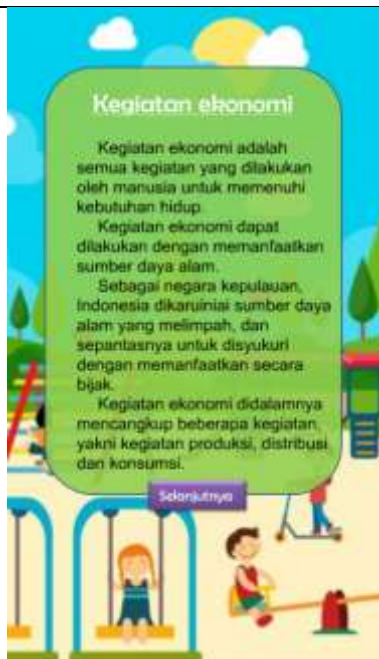 Kegiatan ekonomi
Kegiatan ekonomi adalah
semua kegiatan yang dilakukan
oleh manusia untuk memenuhi
kebutuhan hidup.
Kegiatan ekonomi dapat
dilakukan dengan memanfaatkan
sumber daya alam.
Sebagai negara kepulauan,
Indonesia dikaruiniai sumber daya
alam yang melimpah, dan
sepantasnya untuk disyukuri
dengan memanfaatkan secara
bijak.
Kegiatan ekonomi didalamnya
mencangkup beberapa kegiatan,
yakni kegiatan produksi, distribusi
dan konsumsi.
Selanjutnya